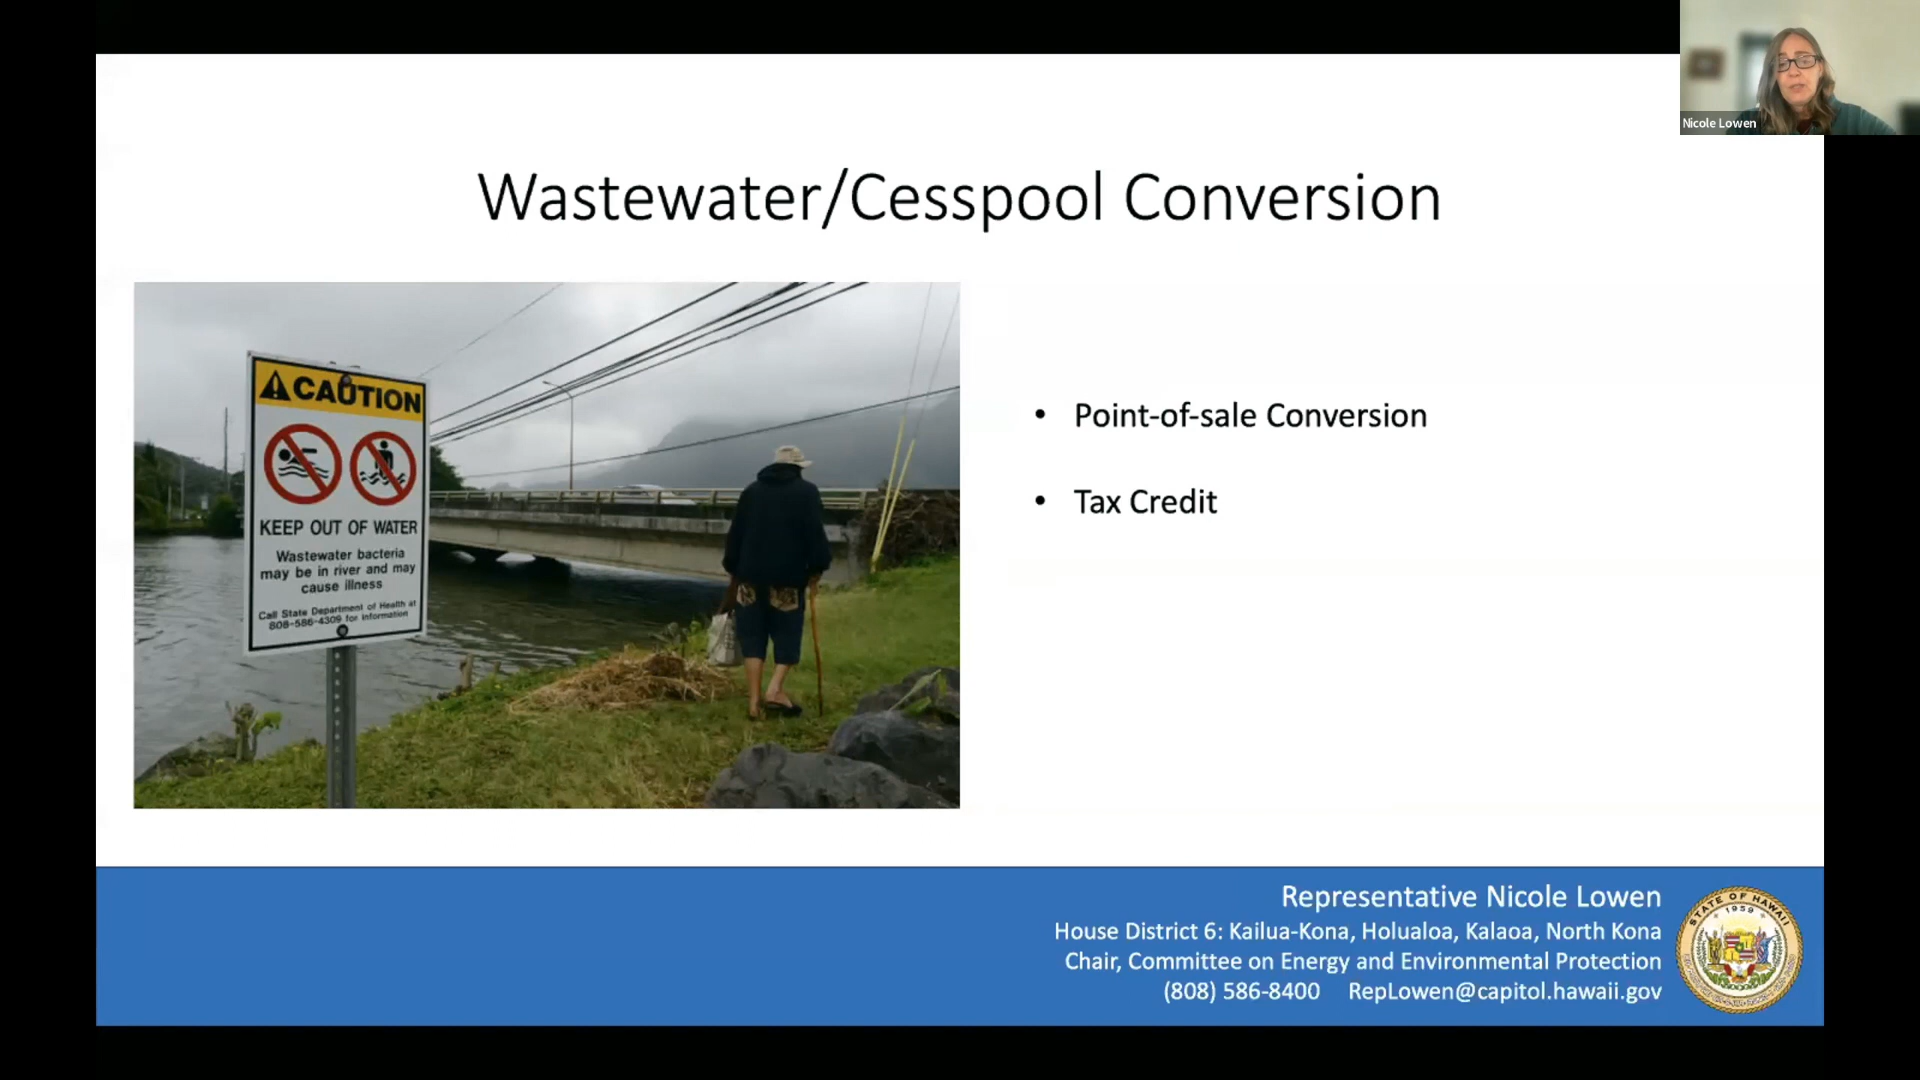 Nicole Lowen
Wastewater/Cesspool Conversion
CAUTION
KEEP OUT OF WATER
Wastewater bacteria
may be in river and may
cause illness
Call State Department of Health at
808-586-4309 for information
• Point-of-sale Conversion
• Tax Credit
Representative Nicole Lowen
House District 6: Kailua-Kona, Holualoa, Kalaoa, North Kona
Chair, Committee on Energy and Environmental Protection
(808) 586-8400 RepLowen@capitol.hawaii.gov
STATE OF HAWAII
1959